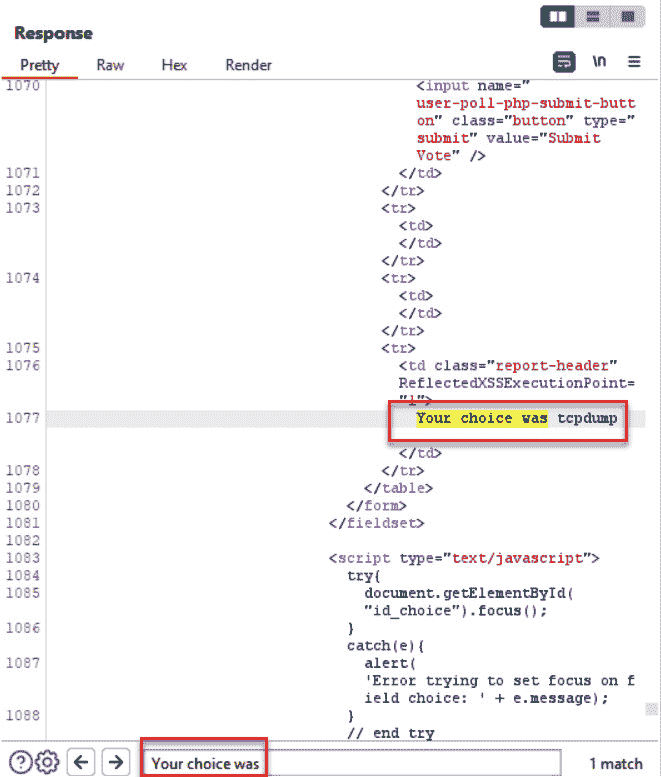 Response
Pretty Raw Hex Render \n
1070
<input name="
user-poll-php-submit-butt
on" class="button" type="
submit" value="Submit
Vote" />
1071 </td>
1072 </tr>
1073 <tr>
<td>
</td>
</tr>
1074 <tr>
<td>
</td>
</tr>
1075 <tr>
1076 <td class="report-header"
ReflectedXSSExecutionPoint=
"1">
1077 Your choice was tcpdump
</td>
1078 </tr>
1079 </table>
1080 </form>
1081 </fieldset>
1082
1083 <script type="text/javascript">
1084 try{
1085 document.getElementById(
"id_choice").focus();
1086 }
catch(e){
1087 alert(
'Error trying to set focus on f
ield choice: ' + e.message);
1088 }
// end try
Your choice was 1 match